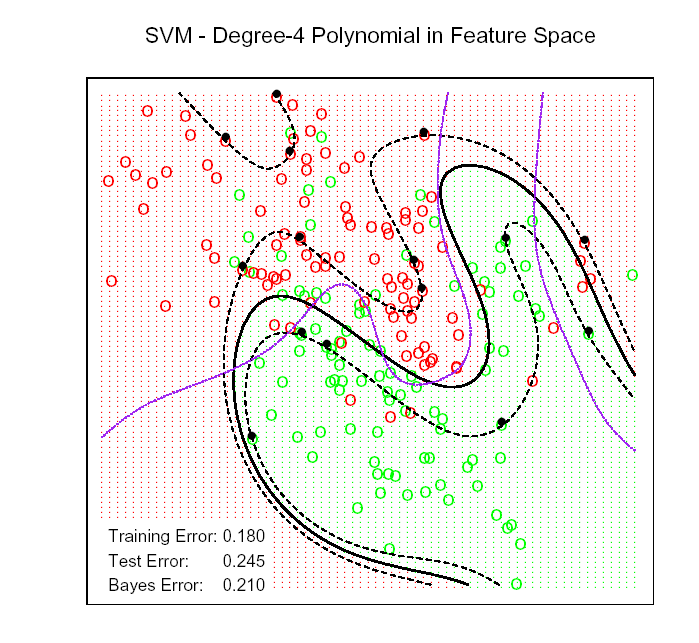 SVM - Degree-4 Polynomial in Feature Space
Training Error: 0.180
Test Error: 0.245
Bayes Error: 0.210